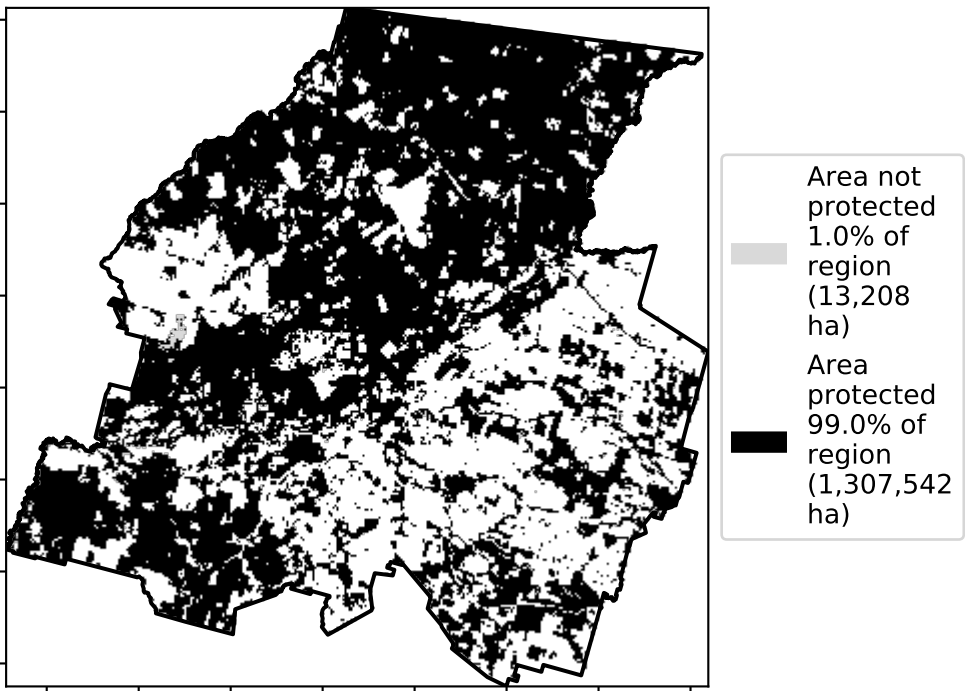 Area not
protected
1.0% of
region
(13,208
ha)
Area
protected
99.0% of
region
(1,307,542
ha)